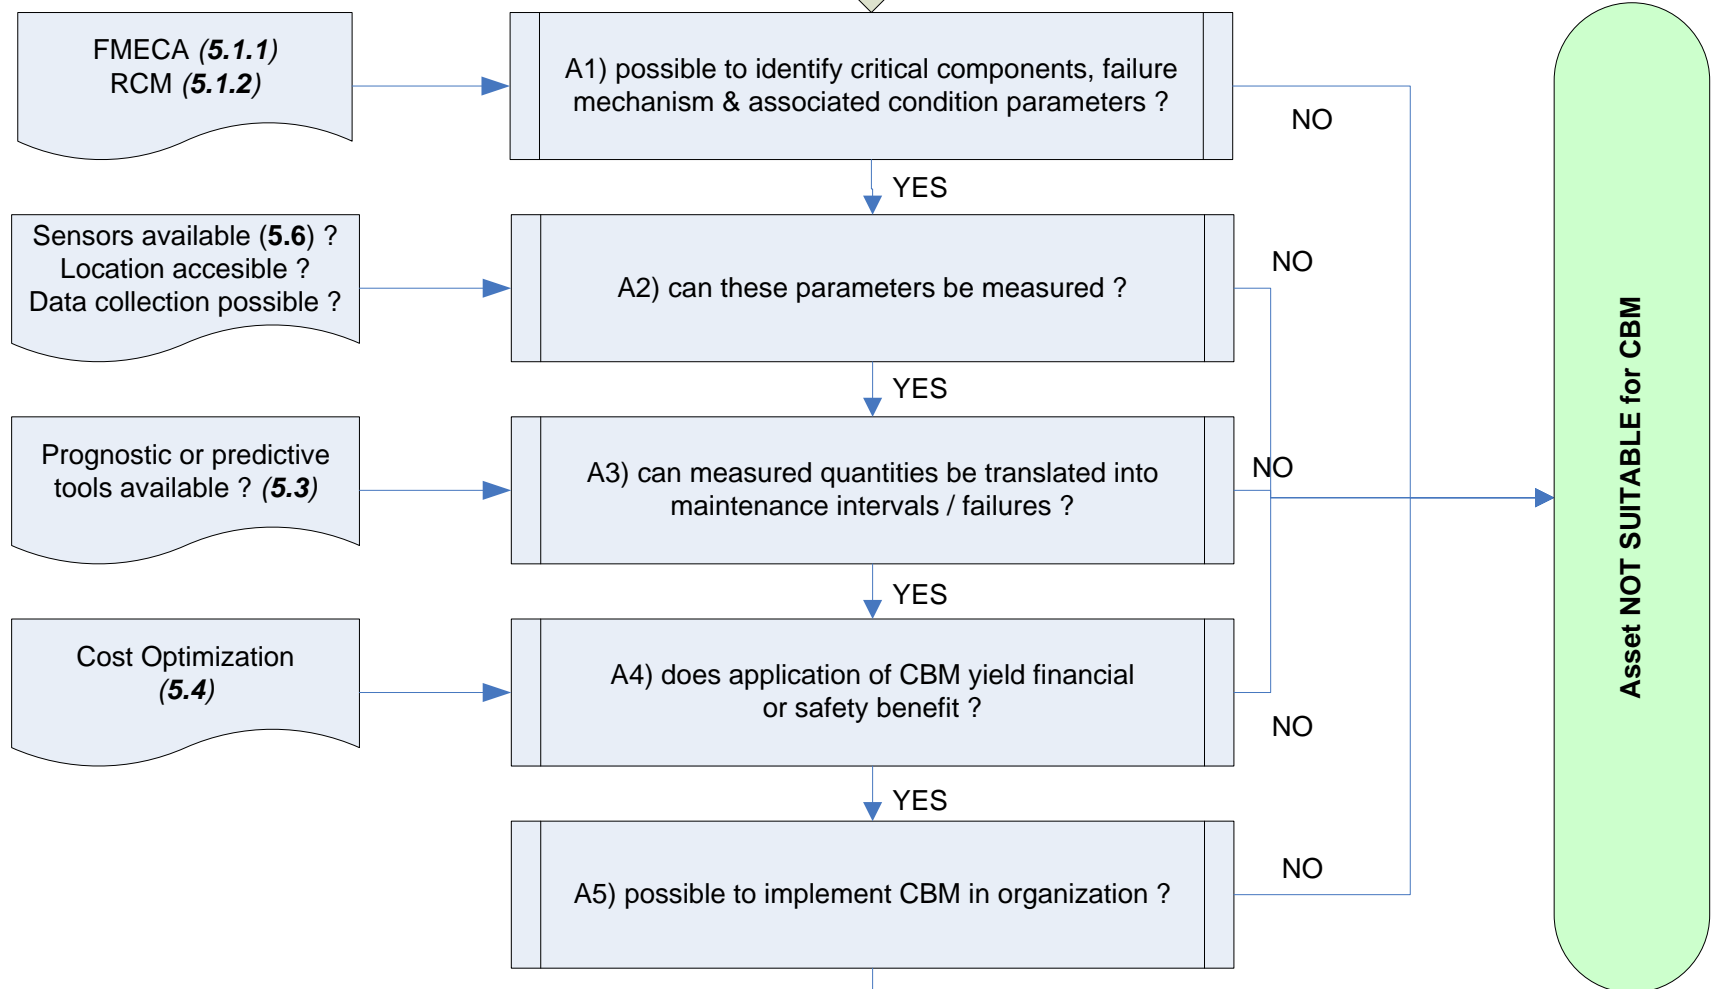 FMECA (5.1.1)
RCM (5.1.2)
A1) possible to identify critical components, failure
mechanism & associated condition parameters ?
NO
YES
Sensors available (5.6) ?
Location accesible ?
Data collection possible ?
A2) can these parameters be measured ?
NO
YES
Prognostic or predictive
tools available ? (5.3)
A3) can measured quantities be translated into
maintenance intervals / failures ?
NO
YES
Cost Optimization
(5.4)
A4) does application of CBM yield financial
or safety benefit ?
NO
YES
A5) possible to implement CBM in organization ?
NO
Asset NOT SUITABLE for CBM